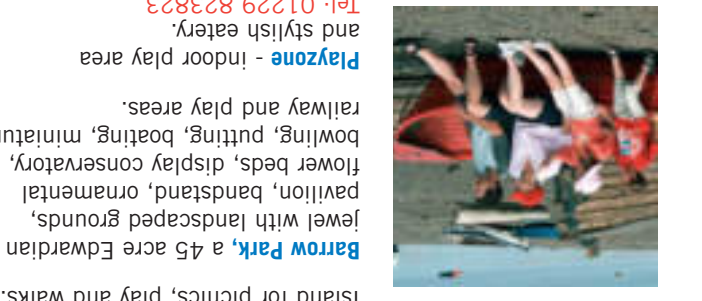 Island for picnics, play and walks.
Barrow Park, a 45 acre Edwardian
jewel with landscaped grounds,
pavilion, bandstand, ornamental
flower beds, display conservatory,
bowling, putting, boating, miniatur
railway and play areas.
Playzone - indoor play area
and stylish eatery.
Tel: 01229 823823